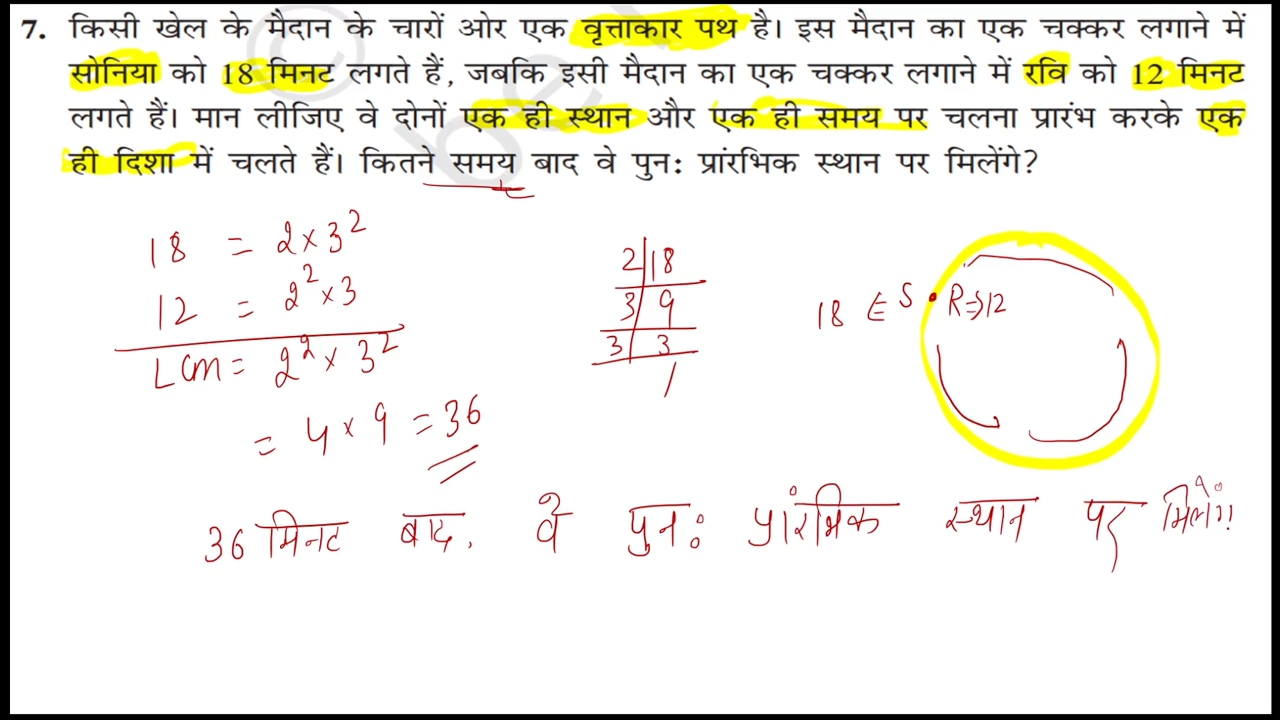 7. किसी खेल के मैदान के चारों ओर एक वृत्ताकार पथ है। इस मैदान का एक चक्कर लगाने में
सोनिया को 18 मिनट लगते हैं, जबकि इसी मैदान का एक चक्कर लगाने में रवि को 12 मिनट
लगते हैं। मान लीजिए वे दोनों एक ही स्थान और एक ही समय पर चलना प्रारंभ करके एक
ही दिशा में चलते हैं। कितने समय बाद वे पुन: प्रांरभिक स्थान पर मिलेंगे?
18 = 2 × 3²
12 = 2² × 3
LCM = 2² × 3²
= 4 × 9 = 36
2 | 18
3 | 9
3 | 3
1
18 ∈ S • R ⇒ 12
36 मिनट बाद. वे पुनः प्रांरभिक स्थान पर मिलेंगे।